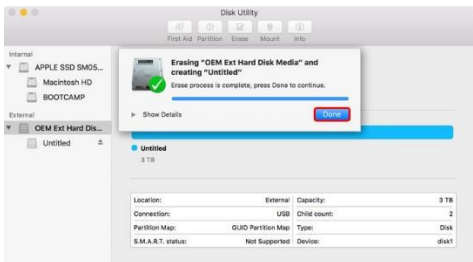 Disk Utility
First Aid Partition Erase Mount Info
Internal
APPLE SSD SM05...
Macintosh HD
BOOTCAMP
External
OEM Ext Hard Dis...
Untitled
Erasing "OEM Ext Hard Disk Media" and
creating "Untitled"
Erase process is complete, press Done to continue.
Show Details
Done
Untitled
3 TB
Location: External Capacity: 3 TB
Connection: USB Child count: 2
Partition Map: GUID Partition Map Type: Disk
S.M.A.R.T. status: Not Supported Device: disk1